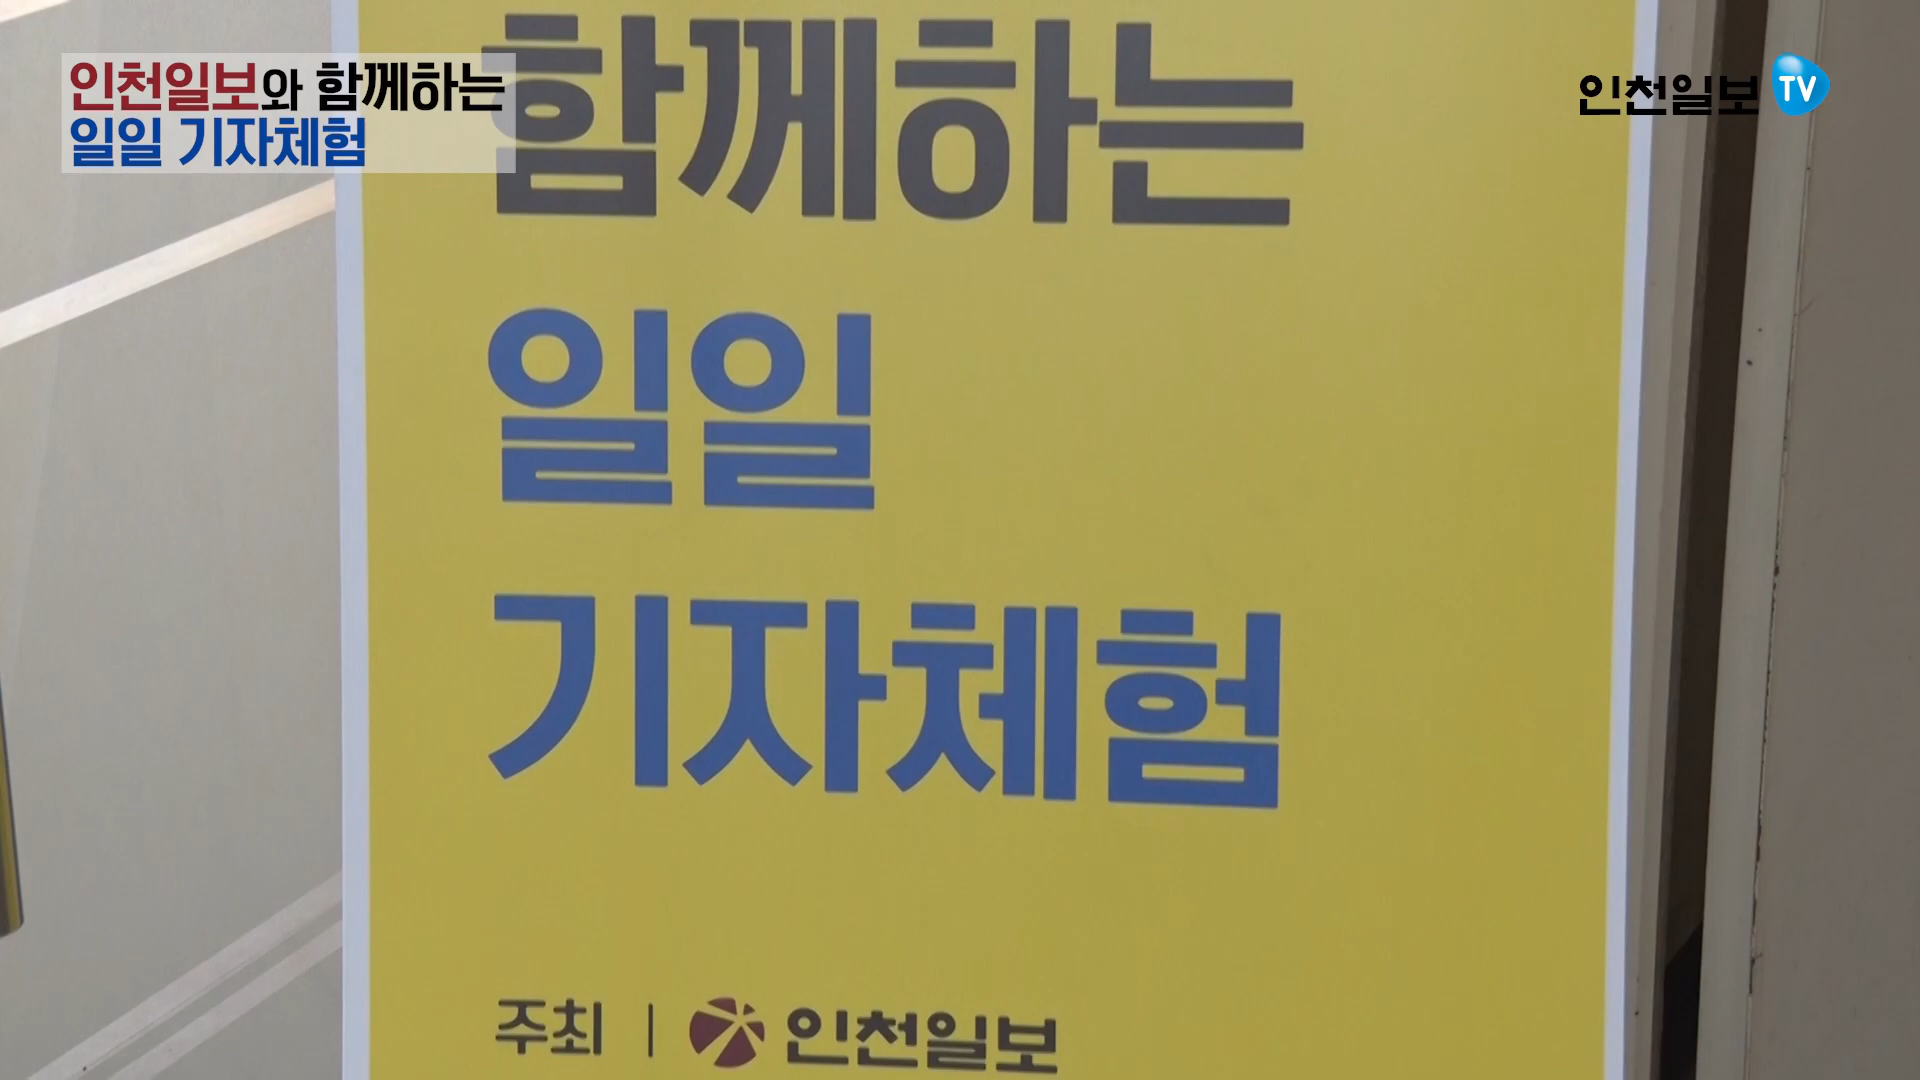 인천일보와 함께하는
일일 기자체험
인천일보 TV
함께하는
일일
기자체험
주최 | 인천일보